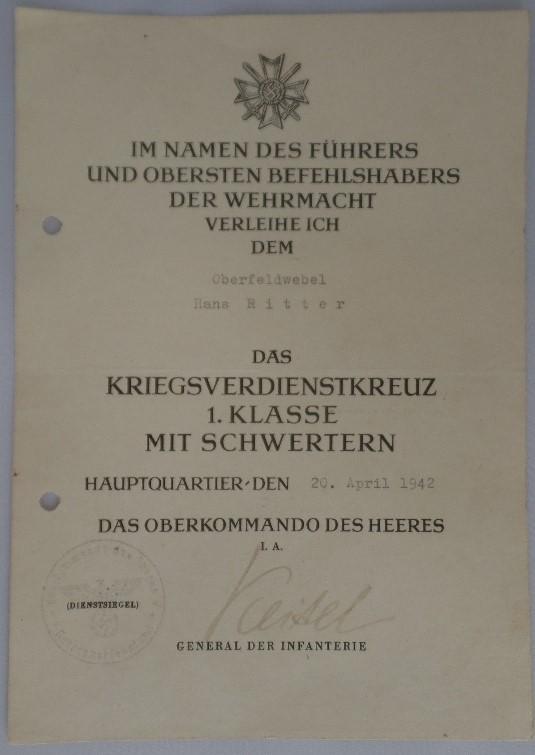 IM NAMEN DES FÜHRERS
UND OBERSTEN BEFEHLSHABERS
DER WEHRMACHT
VERLEIHE ICH
DEM
Oberfeldwebel
Hans R i t t e r
DAS
KRIEGSVERDIENSTKREUZ
1. KLASSE
MIT SCHWERTERN
HAUPTQUARTIER, DEN 20. April 1942
DAS OBERKOMMANDO DES HEERES
I. A.
(DIENSTSIEGEL)
Keitel
GENERAL DER INFANTERIE